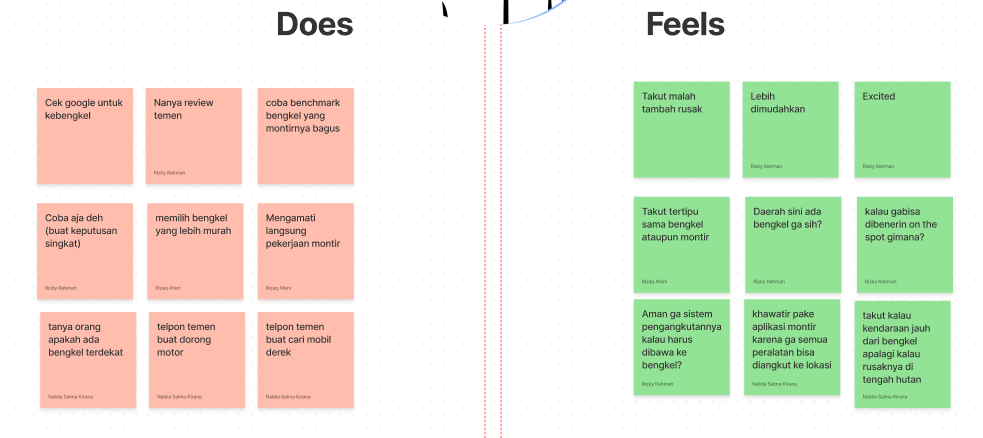 Does
Cek google untuk
kebengkel
Nanya review
temen
Rizky Rahman
coba benchmark
bengkel yang
montirnya bagus
Coba aja deh
(buat keputusan
singkat)
Rizky Rahman
memilih bengkel
yang lebih murah
Rizaq Afani
Mengamati
langsung
pekerjaan montir
Rizaq Afani
tanya orang
apakah ada
bengkel terdekat
Nabila Salma Kirana
telpon temen
buat dorong
motor
Nabila Salma Kirana
telpon temen
buat cari mobil
derek
Nabila Salma Kirana
Feels
Takut malah
tambah rusak
Lebih
dimudahkan
Rizky Rahman
Excited
Rizky Rahman
Takut tertipu
sama bengkel
ataupun montir
Rizaq Afani
Daerah sini ada
bengkel ga sih?
Rizky Rahman
kalau gabisa
dibenerin on the
spot gimana?
Rizky Rahman
Aman ga sistem
pengangkutannya
kalau harus
dibawa ke
bengkel?
Rizky Rahman
khawatir pake
aplikasi montir
karena ga semua
peralatan bisa
diangkut ke lokasi
Nabila Salma Kirana
takut kalau
kendaraan jauh
dari bengkel
apalagi kalau
rusaknya di
tengah hutan
Nabila Salma Kirana